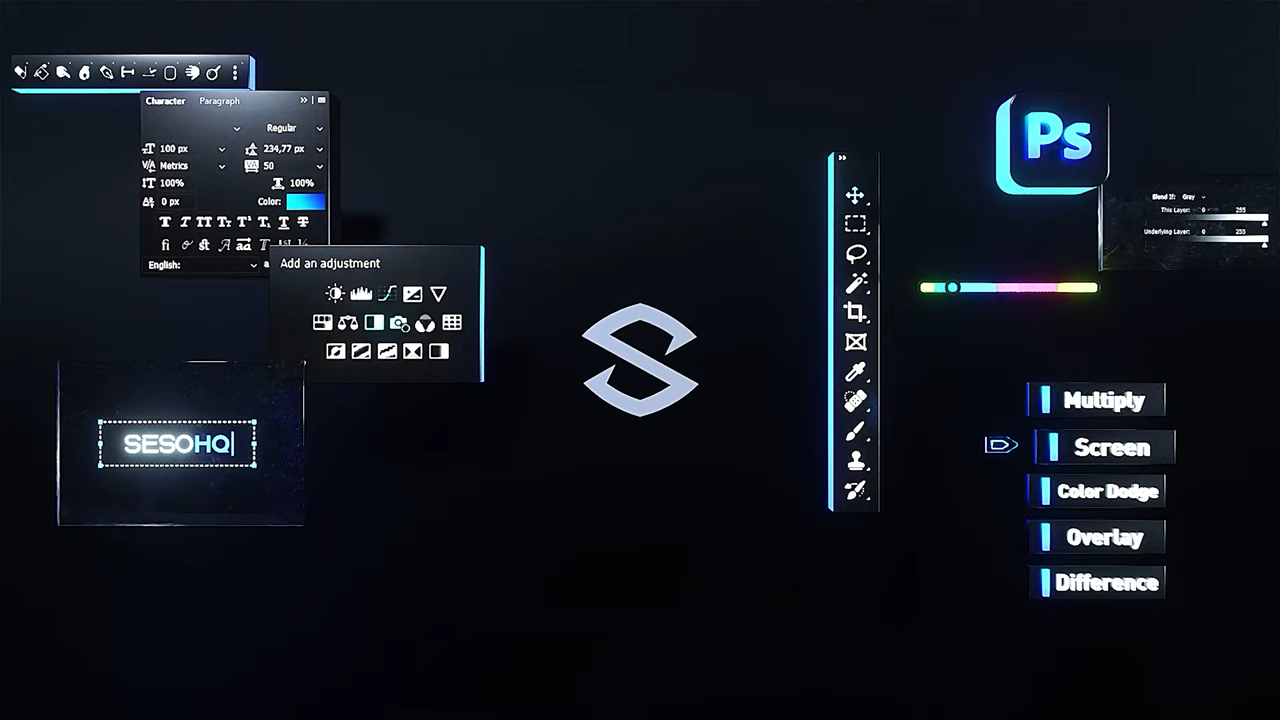 Character Paragraph
Regular
100 px 234,77 px
Metrics 50
100% 100%
0 px Color:
English:
Add an adjustment
SESOHQ
Ps
Blend If: Gray
This Layer: 0 255
Underlying Layer: 0 255
Multiply
Screen
Color Dodge
Overlay
Difference